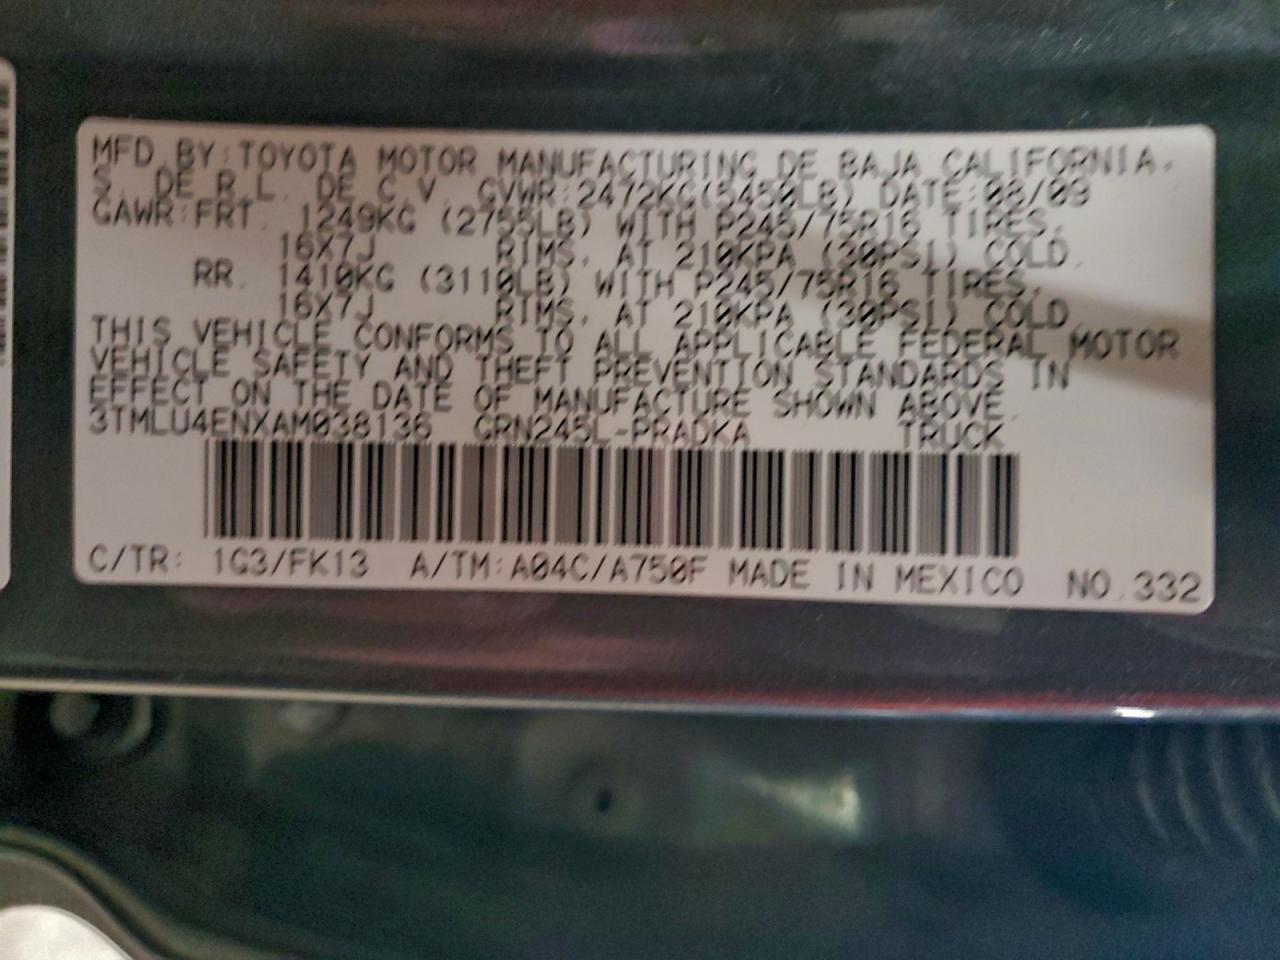 MFD. BY:TOYOTA MOTOR MANUFACTURING DE BAJA CALIFORNIA.
S. DE R.L. DE C.V. GVWR:2472KG(5450LB) DATE:08/09
GAWR:FRT. 1249KG (2755LB) WITH P245/75R16 TIRES,
16X7J RIMS, AT 210KPA (30PSI) COLD.
RR. 1410KG (3110LB) WITH P245/75R16 TIRES,
16X7J RIMS, AT 210KPA (30PSI) COLD.
THIS VEHICLE CONFORMS TO ALL APPLICABLE FEDERAL MOTOR
VEHICLE SAFETY AND THEFT PREVENTION STANDARDS IN
EFFECT ON THE DATE OF MANUFACTURE SHOWN ABOVE.
3TMLU4ENXAM038136 GRN245L-PRADKA TRUCK
C/TR: 1G3/FK13 A/TM:A04C/A750F MADE IN MEXICO NO.332